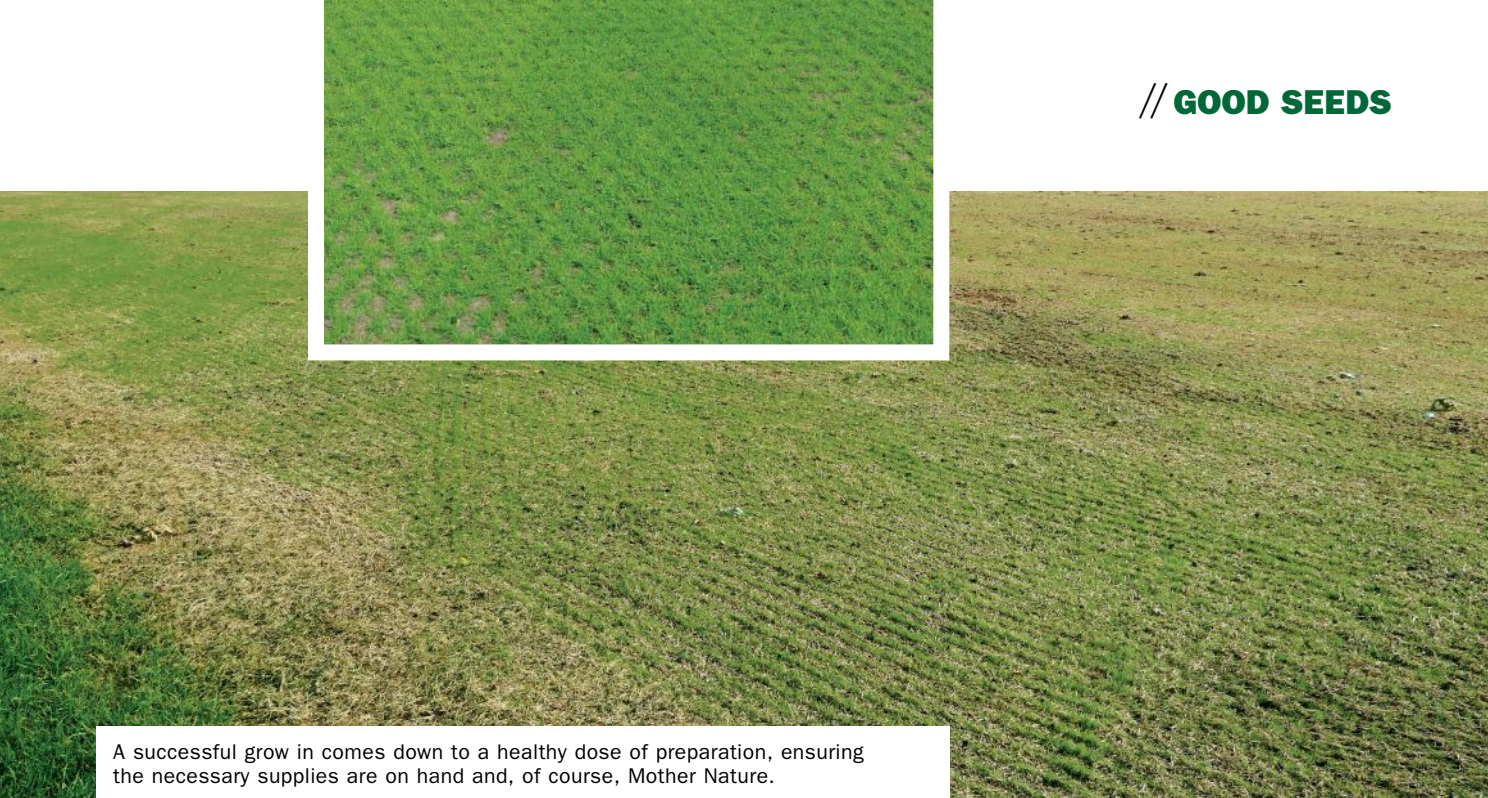 // GOOD SEEDS
A successful grow in comes down to a healthy dose of preparation, ensuring
the necessary supplies are on hand and, of course, Mother Nature.